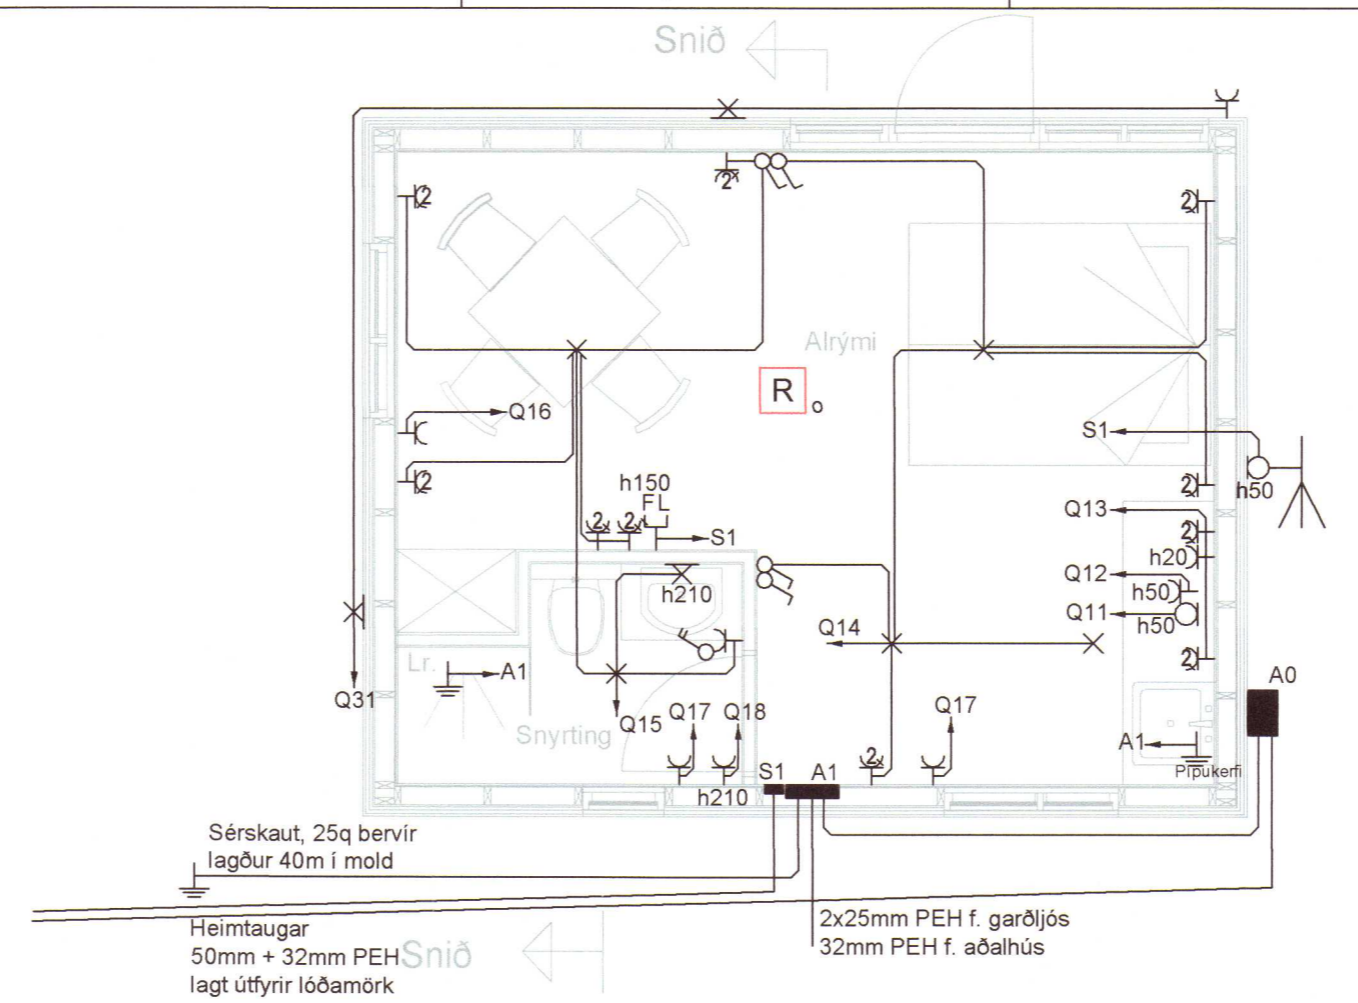 Snið
2
2
2
Alrými
R
o
Q16
S1
2
h150
FL
2
h50
Q13
2
2
S1
2
h20
Q12
h50
h210
Q11
h50
Q14
2
Lr.
A1
A0
Q31
Q15
Q17
Q18
Q17
Snyrting
A1
2
Pípukerfi
S1
A1
h210
Sérskaut, 25q bervír
lagður 40m í mold
Heimtaugar
50mm + 32mm PEH
lagt útfyrir lóðamörk
Snið
2x25mm PEH f. garðljós
32mm PEH f. aðalhús